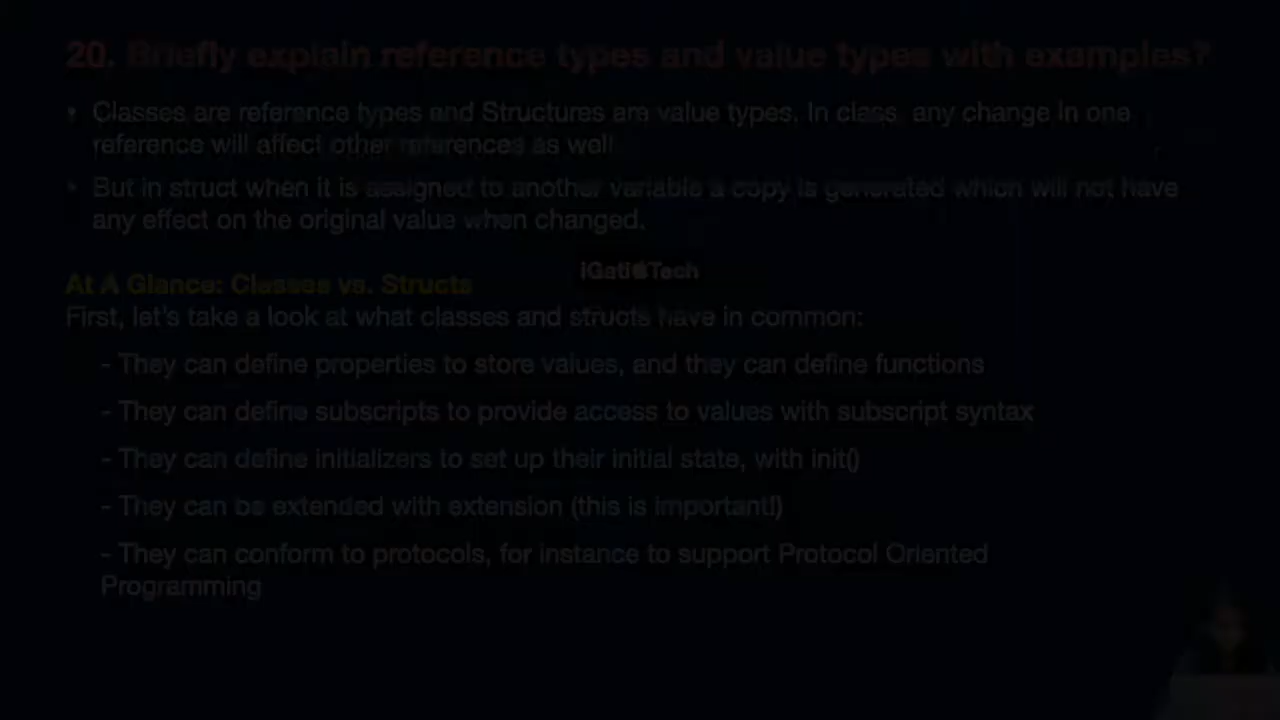 20. Briefly explain reference types and value types with examples?
• Classes are reference types and Structures are value types. In class, any change in one
reference will affect other references as well
• But in struct when it is assigned to another variable a copy is generated which will not have
any effect on the original value when changed.
iGatiTech
At A Glance: Classes vs. Structs
First, let's take a look at what classes and structs have in common:
- They can define properties to store values, and they can define functions
- They can define subscripts to provide access to values with subscript syntax
- They can define initializers to set up their initial state, with init()
- They can be extended with extension (this is important!)
- They can conform to protocols, for instance to support Protocol Oriented
Programming